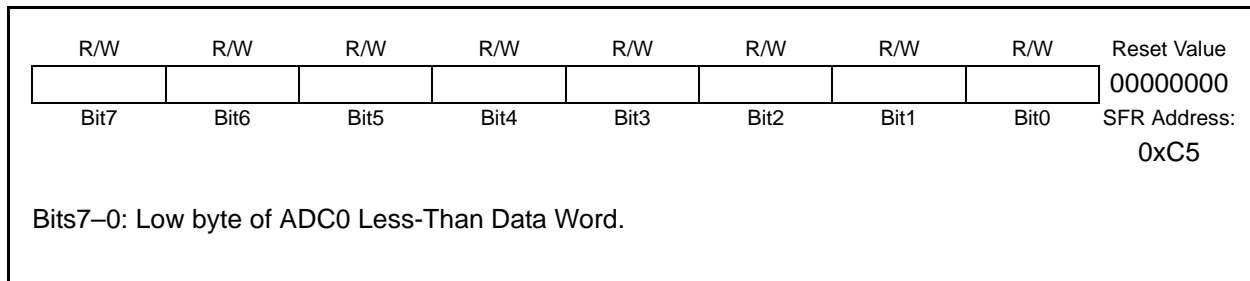 R/W R/W R/W R/W R/W R/W R/W R/W Reset Value
00000000
Bit7 Bit6 Bit5 Bit4 Bit3 Bit2 Bit1 Bit0 SFR Address:
0xC5
Bits7–0: Low byte of ADC0 Less-Than Data Word.